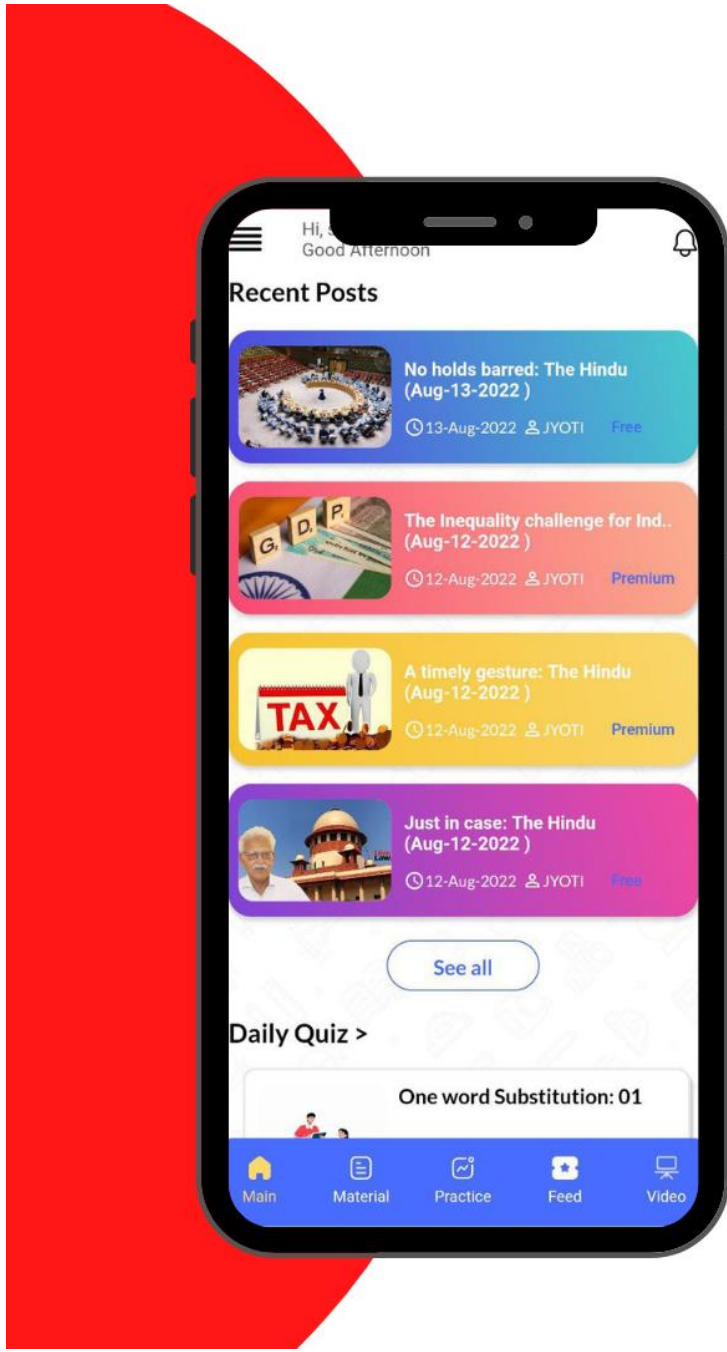 Hi,
Good Afternoon
Recent Posts
No holds barred: The Hindu
(Aug-13-2022 )
13-Aug-2022 JYOTI Free
G, D, P,
The Inequality challenge for Ind..
(Aug-12-2022 )
12-Aug-2022 JYOTI Premium
TAX
A timely gesture: The Hindu
(Aug-12-2022 )
12-Aug-2022 JYOTI Premium
Just in case: The Hindu
(Aug-12-2022 )
12-Aug-2022 JYOTI Free
See all
Daily Quiz >
One word Substitution: 01
Main Material Practice Feed Video